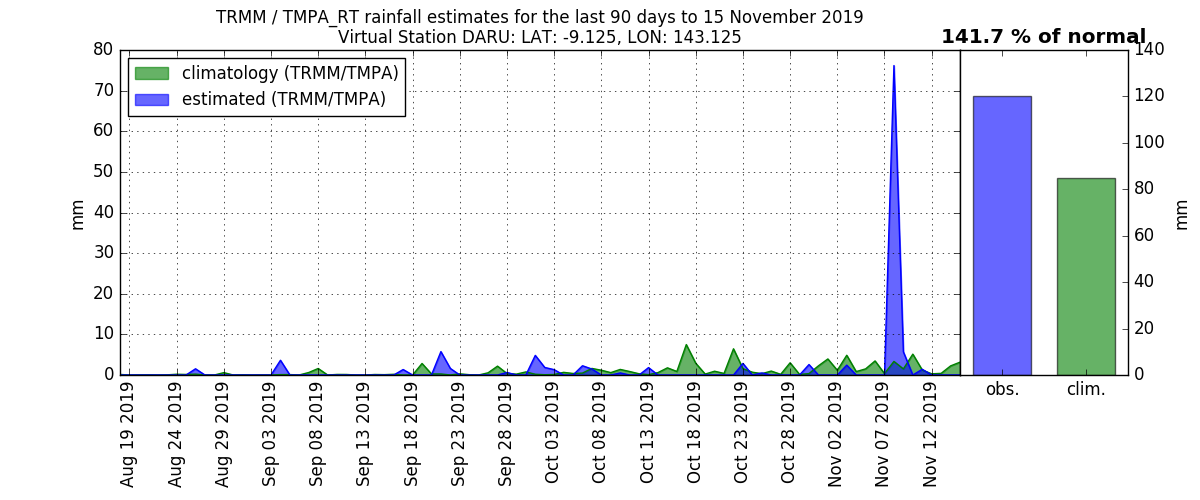 TRMM / TMPA_RT rainfall estimates for the last 90 days to 15 November 2019
Virtual Station DARU: LAT: -9.125, LON: 143.125
141.7 % of normal
climatology (TRMM/TMPA)
estimated (TRMM/TMPA)
mm
80
70
60
50
40
30
20
10
0
Aug 19 2019
Aug 24 2019
Aug 29 2019
Sep 03 2019
Sep 08 2019
Sep 13 2019
Sep 18 2019
Sep 23 2019
Sep 28 2019
Oct 03 2019
Oct 08 2019
Oct 13 2019
Oct 18 2019
Oct 23 2019
Oct 28 2019
Nov 02 2019
Nov 07 2019
Nov 12 2019
140
120
100
80
60
40
20
0
mm
obs.
clim.